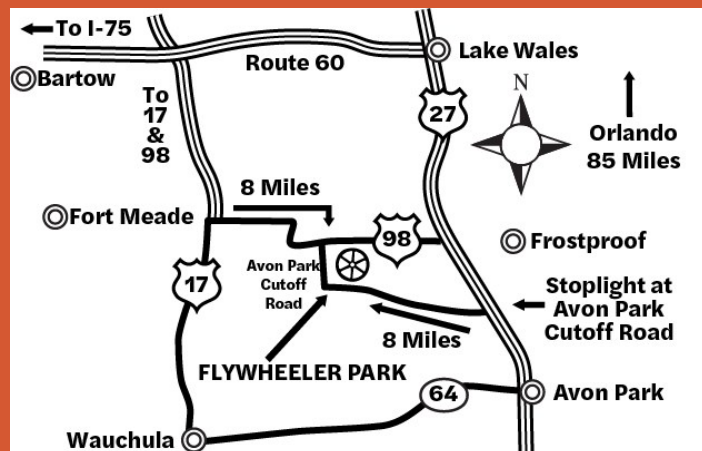 To I-75
Lake Wales
Route 60
Bartow
To
17
&
98
27
N
Orlando
85 Miles
8 Miles
Fort Meade
98
Frostproof
17
Avon Park
Cutoff
Road
Stoplight at
Avon Park
Cutoff Road
8 Miles
FLYWHEELER PARK
64
Avon Park
Wauchula